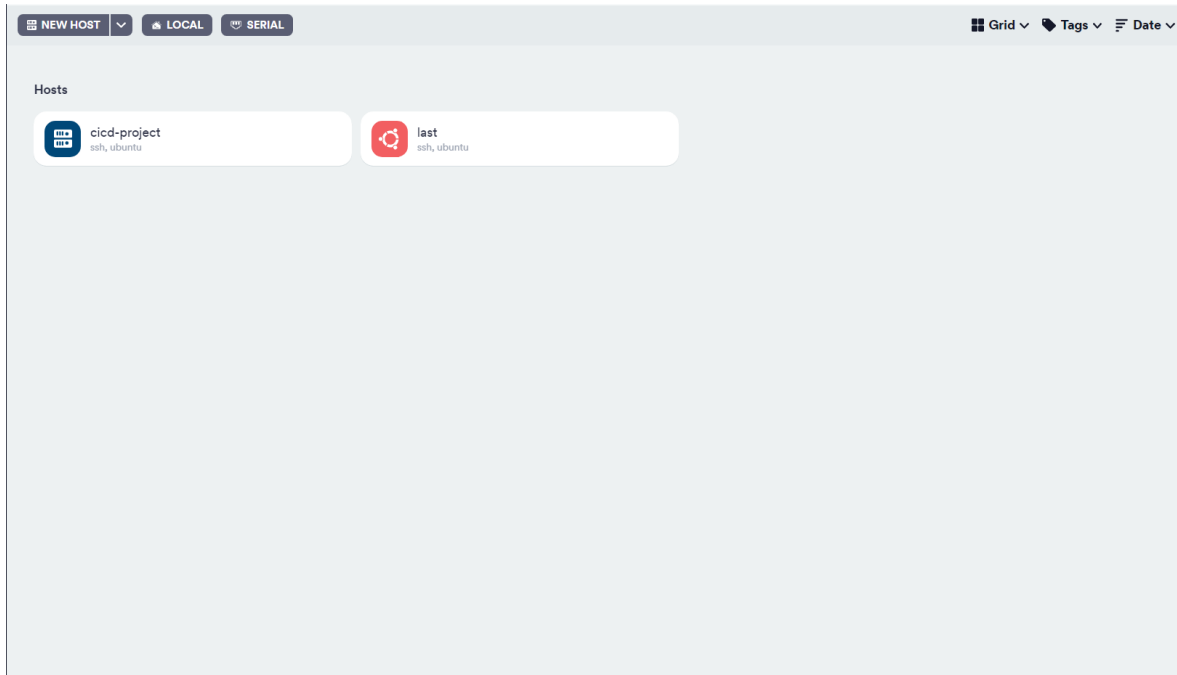 NEW HOST LOCAL SERIAL Grid Tags Date
Hosts
cicd-project
ssh, ubuntu
last
ssh, ubuntu